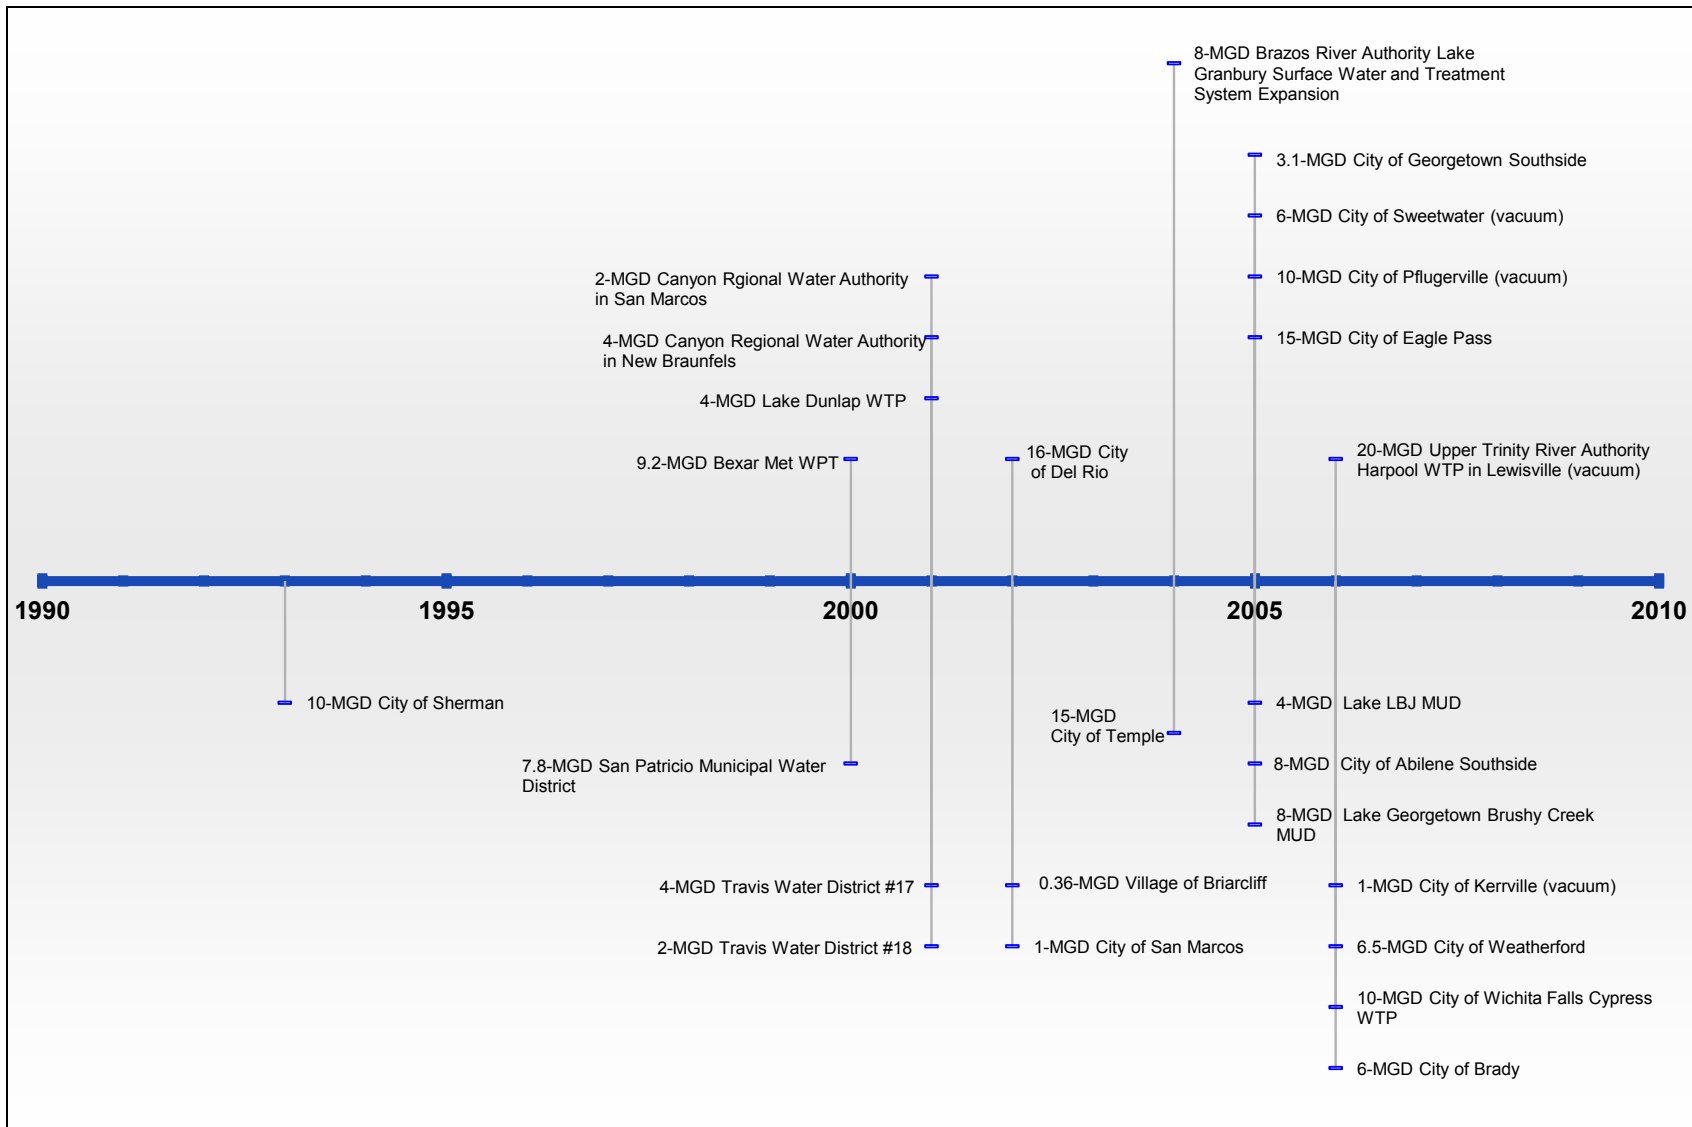 8-MGD Brazos River Authority Lake
Granbury Surface Water and Treatment
System Expansion
3.1-MGD City of Georgetown Southside
6-MGD City of Sweetwater (vacuum)
2-MGD Canyon Rgional Water Authority
in San Marcos
10-MGD City of Pflugerville (vacuum)
4-MGD Canyon Regional Water Authority
in New Braunfels
15-MGD City of Eagle Pass
4-MGD Lake Dunlap WTP
9.2-MGD Bexar Met WPT
16-MGD City
of Del Rio
20-MGD Upper Trinity River Authority
Harpool WTP in Lewisville (vacuum)
1990
1995
2000
2005
2010
10-MGD City of Sherman
4-MGD Lake LBJ MUD
15-MGD
City of Temple
7.8-MGD San Patricio Municipal Water
District
8-MGD City of Abilene Southside
8-MGD Lake Georgetown Brushy Creek
MUD
4-MGD Travis Water District #17
0.36-MGD Village of Briarcliff
1-MGD City of Kerrville (vacuum)
2-MGD Travis Water District #18
1-MGD City of San Marcos
6.5-MGD City of Weatherford
10-MGD City of Wichita Falls Cypress
WTP
6-MGD City of Brady